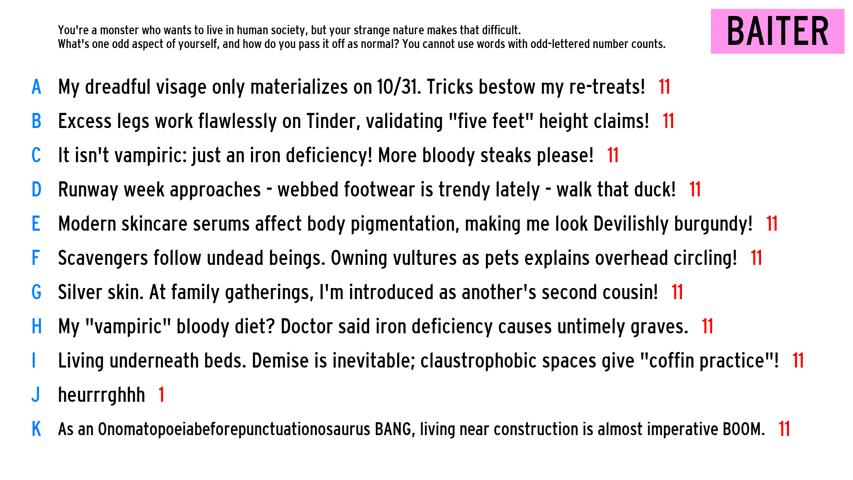 You're a monster who wants to live in human society, but your strange nature makes that difficult.
What's one odd aspect of yourself, and how do you pass it off as normal? You cannot use words with odd-lettered number counts.
BAITER
A My dreadful visage only materializes on 10/31. Tricks bestow my re-treats! 11
B Excess legs work flawlessly on Tinder, validating "five feet" height claims! 11
C It isn't vampiric: just an iron deficiency! More bloody steaks please! 11
D Runway week approaches - webbed footwear is trendy lately - walk that duck! 11
E Modern skincare serums affect body pigmentation, making me look Devilishly burgundy! 11
F Scavengers follow undead beings. Owning vultures as pets explains overhead circling! 11
G Silver skin. At family gatherings, I'm introduced as another's second cousin! 11
H My "vampiric" bloody diet? Doctor said iron deficiency causes untimely graves. 11
I Living underneath beds. Demise is inevitable; claustrophobic spaces give "coffin practice"! 11
J heurrrghhh 1
K As an Onomatopoeiabeforepunctuationosaurus BANG, living near construction is almost imperative BOOM. 11